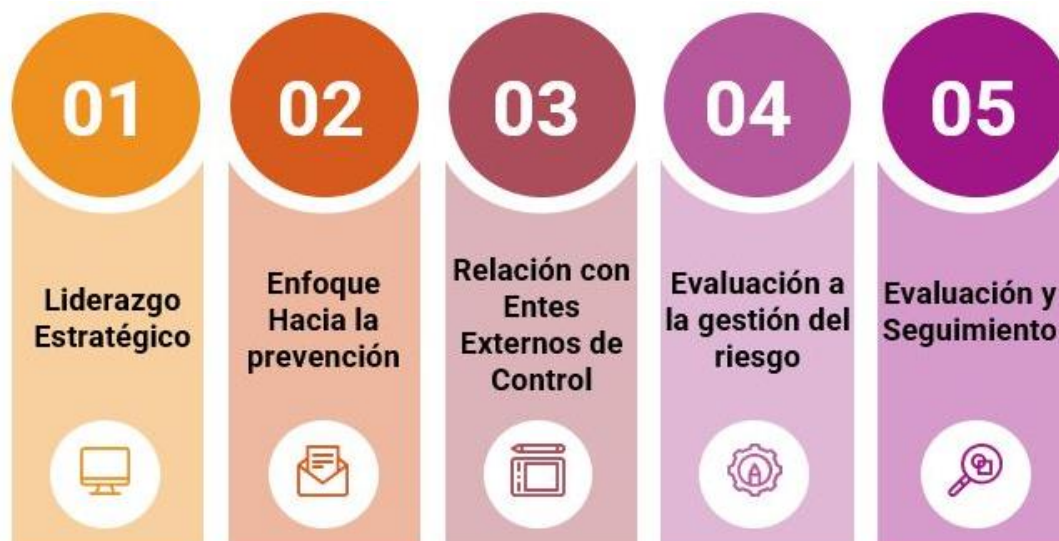 01
Liderazgo
Estratégico
02
Enfoque
Hacia la
prevención
03
Relación con
Entes
Externos de
Control
04
Evaluación a
la gestión del
riesgo
05
Evaluación y
Seguimiento